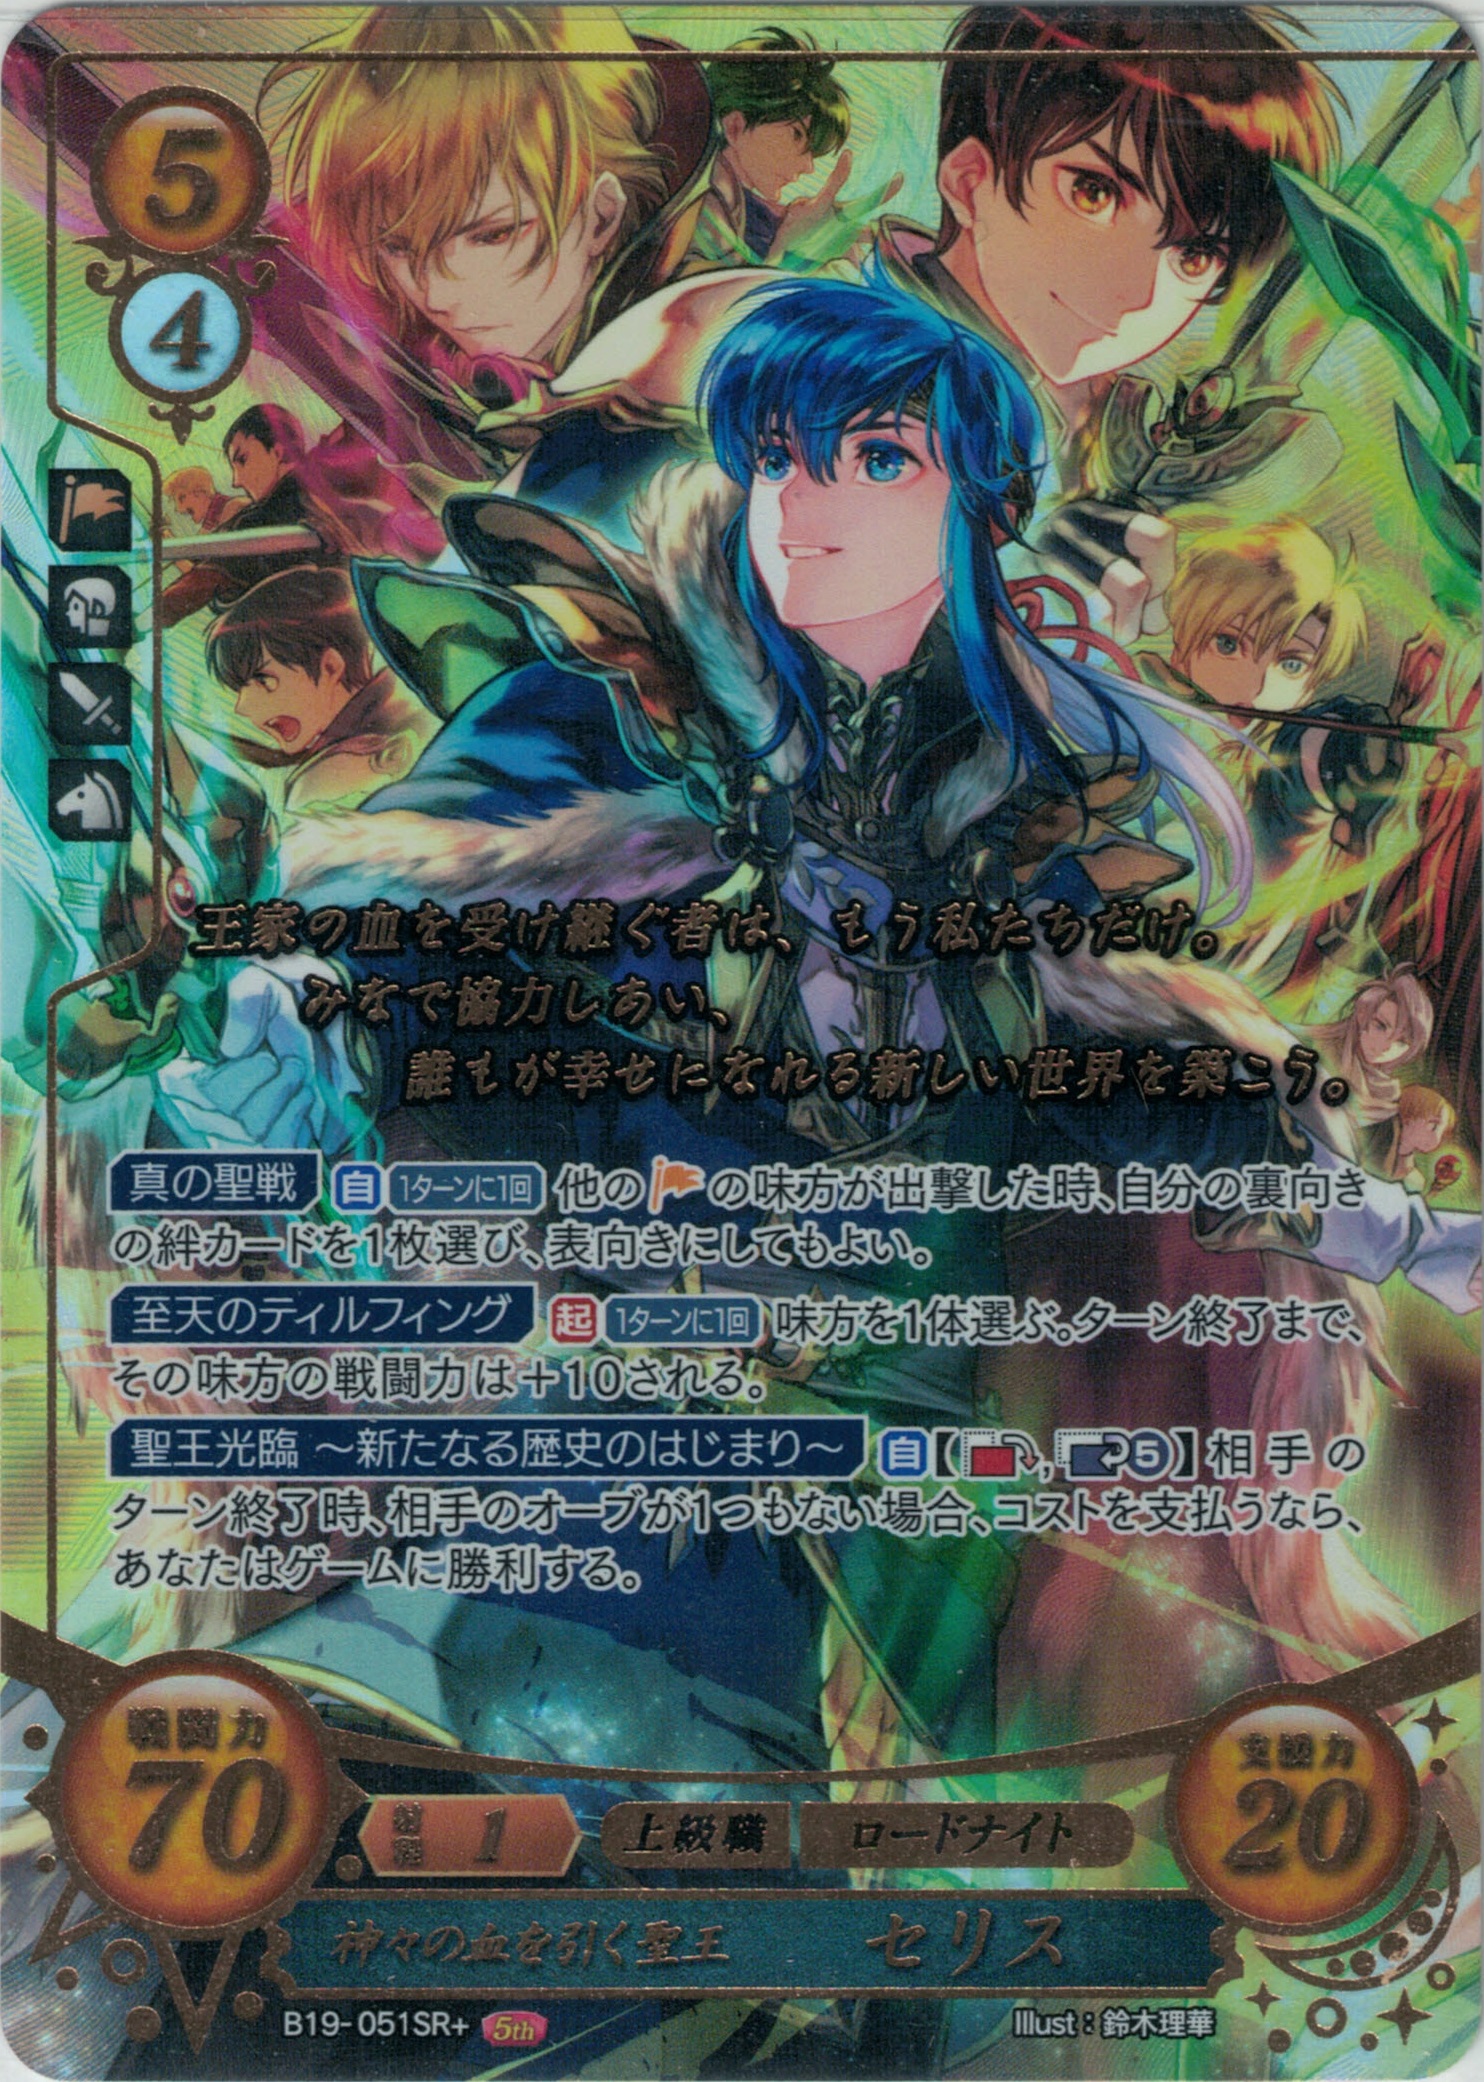 5
4
王家の血を受け継ぐ者は、もう私たちだけ。
みなで協力しあい、
誰もが幸せになれる新しい世界を築こう。
真の聖戦 自 1ターンに1回 他の の味方が出撃した時、自分の裏向き
の絆カードを1枚選び、表向きにしてもよい。
至天のティルフィング 起 1ターンに1回 味方を1体選ぶ。ターン終了まで、
その味方の戦闘力は+10される。
聖王光臨 ～新たなる歴史のはじまり～ 自【 , 5】相手の
ターン終了時、相手のオーブが1つもない場合、コストを支払うなら、
あなたはゲームに勝利する。
戦闘力
70
射程 1 上級職 ロードナイト
支援力
20
神々の血を引く聖王 セリス
B19-051SR+ 5th Illust：鈴木理華